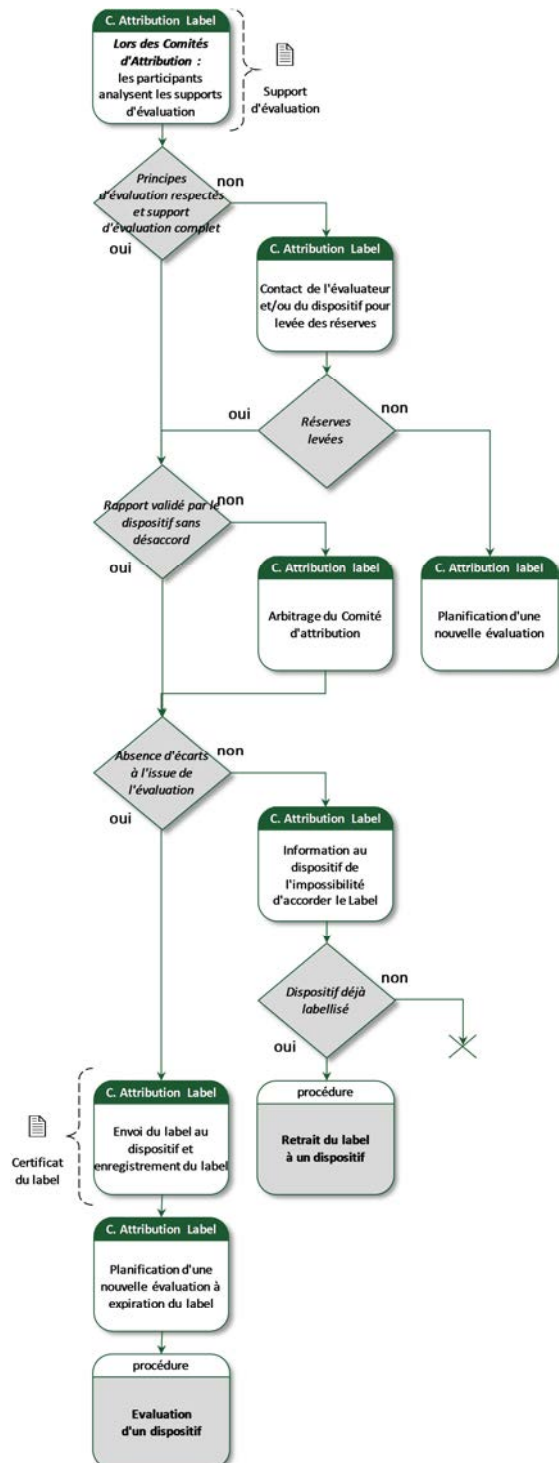 C. Attribution Label
Lors des Comités
d'Attribution :
les participants
analysent les supports
d'évaluation
Support
d'évaluation
Principes
d'évaluation respectés
et support
d'évaluation complet
non
oui
C. Attribution Label
Contact de l'évaluateur
et/ou du dispositif pour
levée des réserves
oui
non
Réserves
levées
Rapport validé par le
dispositif sans
désaccord
non
oui
C. Attribution label
Arbitrage du Comité
d'attribution
C. Attribution label
Planification d'une
nouvelle évaluation
Absence d'écarts
à l'issue de
l'évaluation
non
oui
C. Attribution Label
Information au
dispositif de
l'impossibilité
d'accorder le Label
Dispositif déjà
labellisé
non
oui
C. Attribution Label
Envoi du label au
dispositif et
enregistrement du label
Certificat
du label
procédure
Retrait du label
à un dispositif
C. Attribution Label
Planification d'une
nouvelle évaluation à
expiration du label
procédure
Evaluation
d'un dispositif